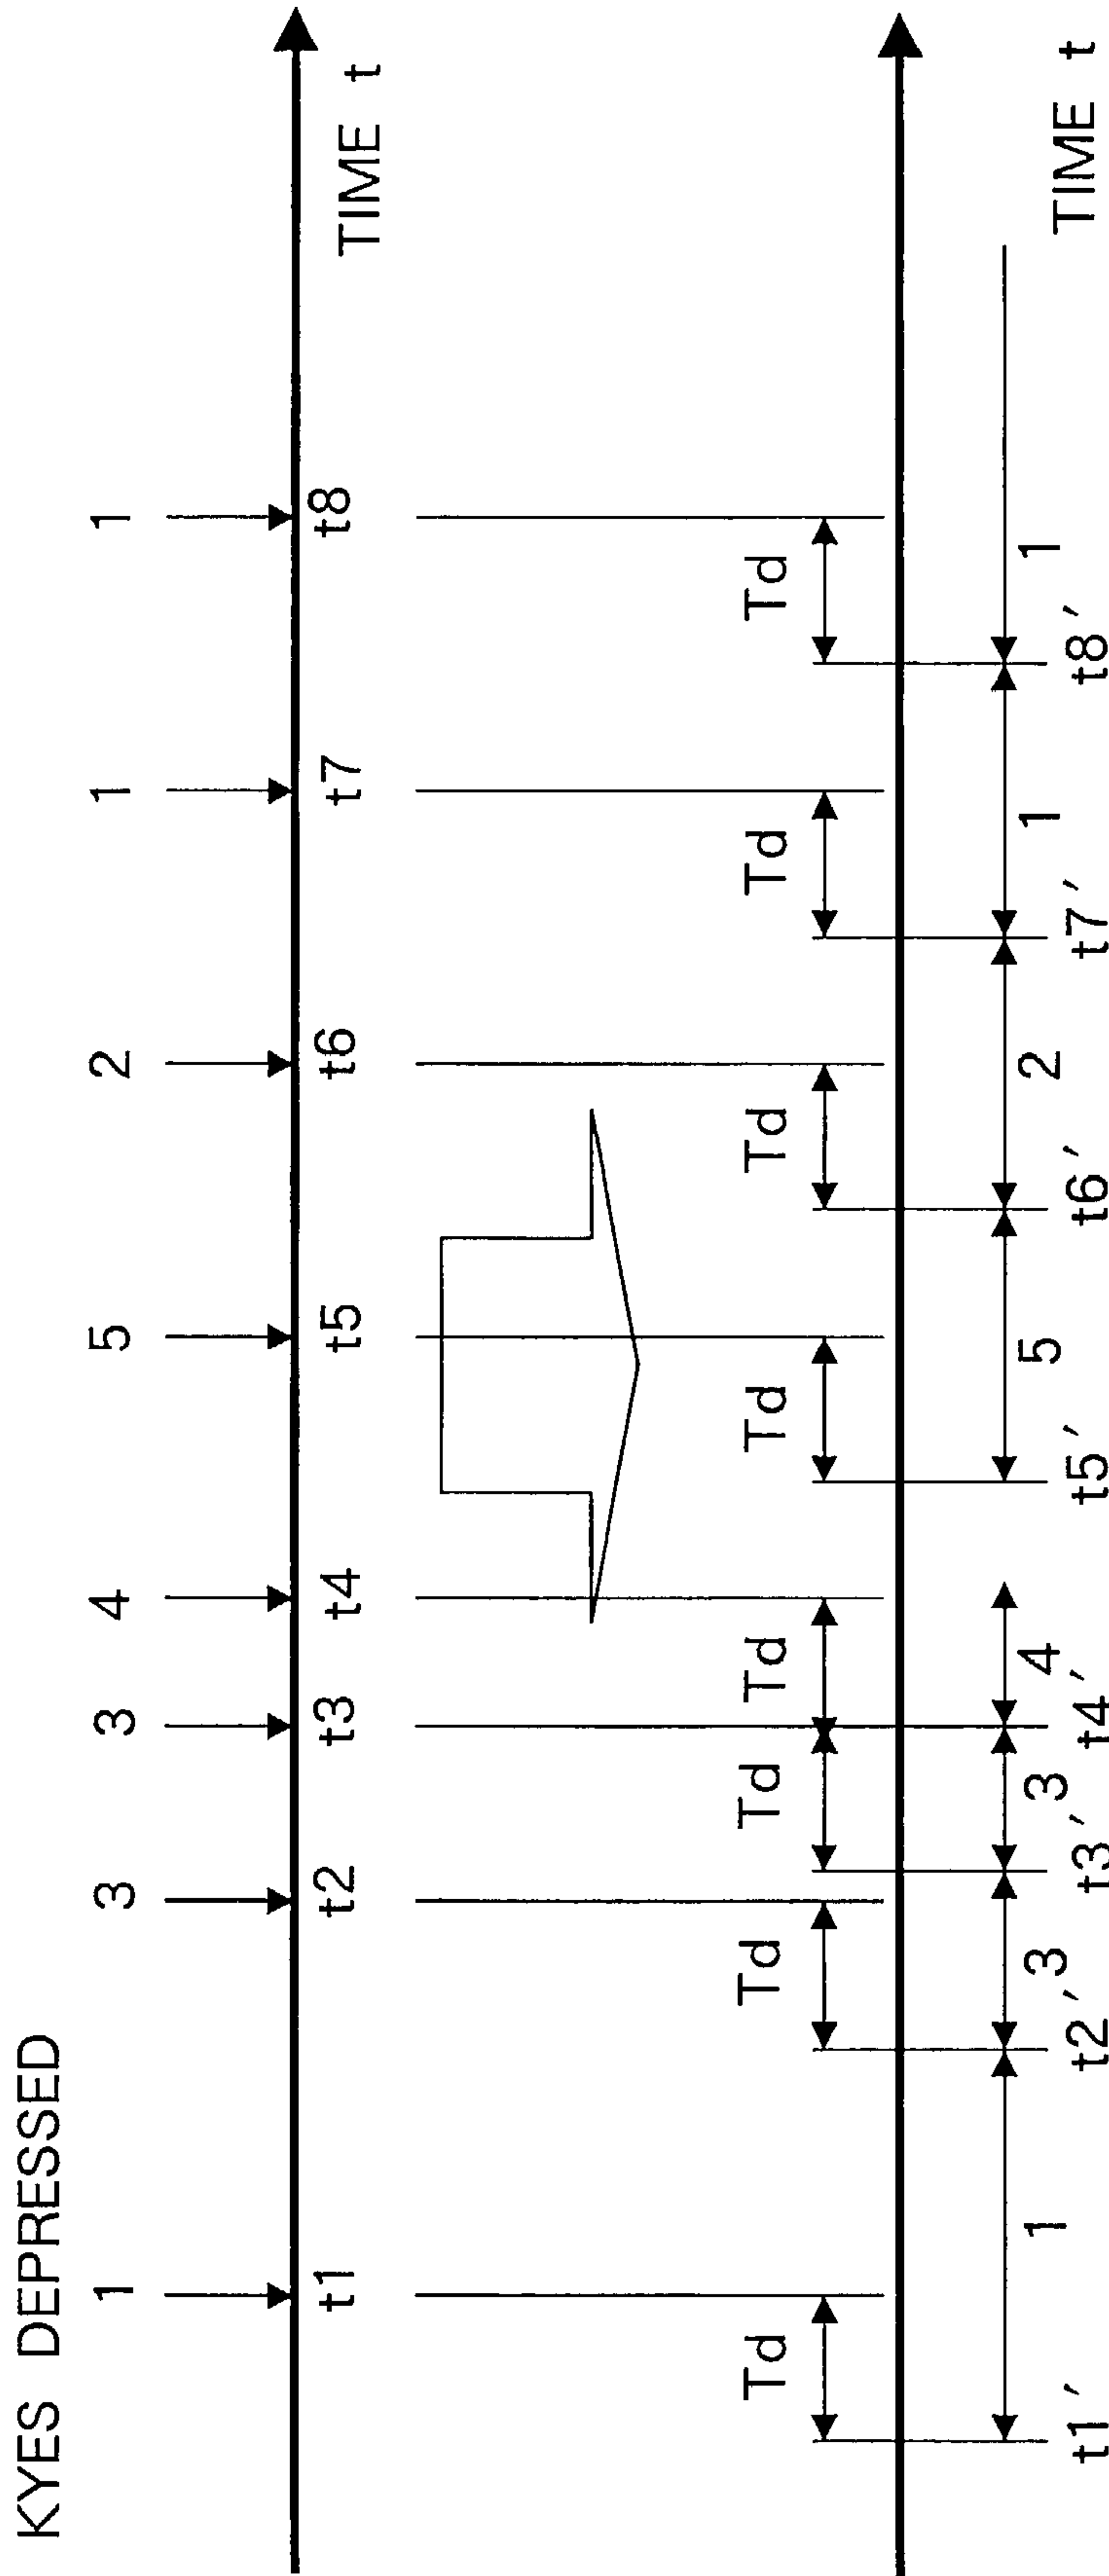 KYES DEPRESSED
1 3 3 4 5 2 1 1
t1 t2 t3 t4 t5 t6 t7 t8 TIME t
Td Td Td Td Td Td Td Td
1 3 3 4 5 2 1 1
t1′ t2′ t3′ t4′ t5′ t6′ t7′ t8′ TIME t